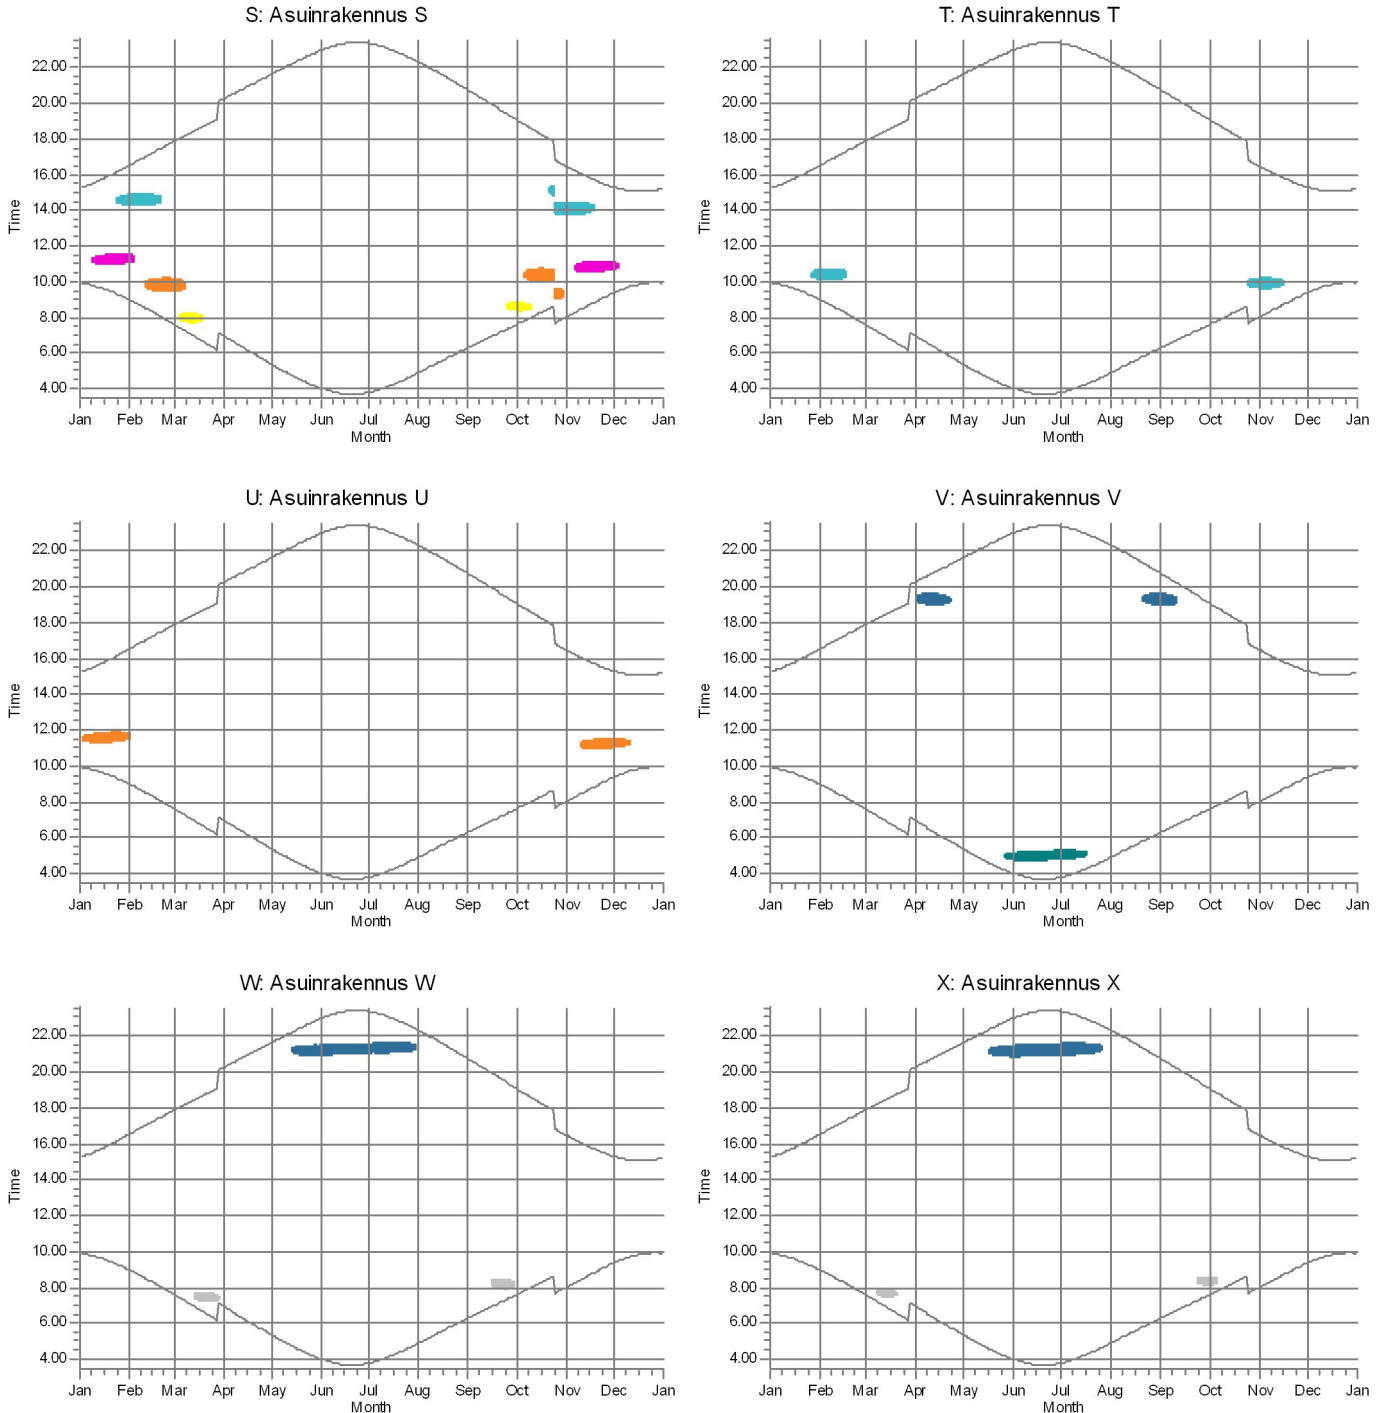 S: Asuinrakennus S
22.00
20.00
18.00
16.00
14.00
12.00
10.00
8.00
6.00
4.00
Time
Jan Feb Mar Apr May Jun Jul Aug Sep Oct Nov Dec Jan
Month
T: Asuinrakennus T
22.00
20.00
18.00
16.00
14.00
12.00
10.00
8.00
6.00
4.00
Time
Jan Feb Mar Apr May Jun Jul Aug Sep Oct Nov Dec Jan
Month
U: Asuinrakennus U
22.00
20.00
18.00
16.00
14.00
12.00
10.00
8.00
6.00
4.00
Time
Jan Feb Mar Apr May Jun Jul Aug Sep Oct Nov Dec Jan
Month
V: Asuinrakennus V
22.00
20.00
18.00
16.00
14.00
12.00
10.00
8.00
6.00
4.00
Time
Jan Feb Mar Apr May Jun Jul Aug Sep Oct Nov Dec Jan
Month
W: Asuinrakennus W
22.00
20.00
18.00
16.00
14.00
12.00
10.00
8.00
6.00
4.00
Time
Jan Feb Mar Apr May Jun Jul Aug Sep Oct Nov Dec Jan
Month
X: Asuinrakennus X
22.00
20.00
18.00
16.00
14.00
12.00
10.00
8.00
6.00
4.00
Time
Jan Feb Mar Apr May Jun Jul Aug Sep Oct Nov Dec Jan
Month